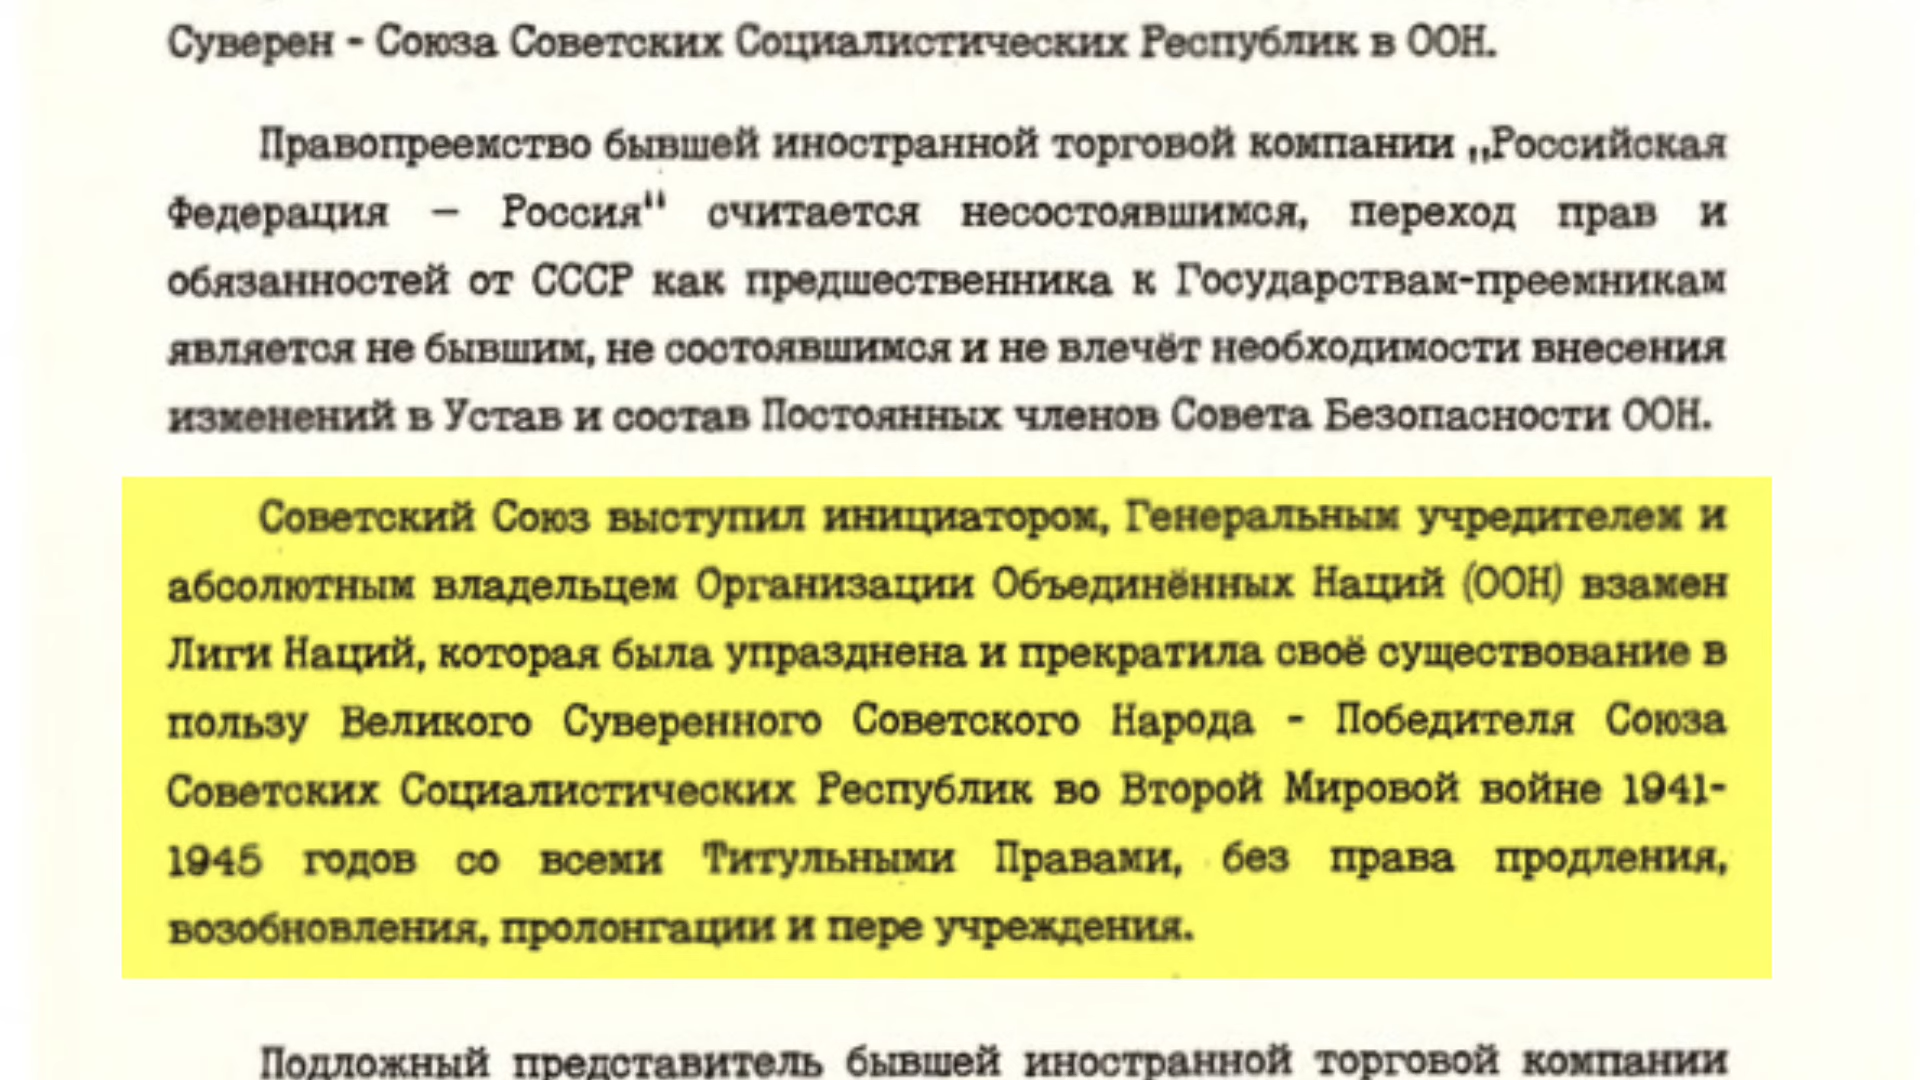 Суверен - Союза Советских Социалистических Республик в ООН.
Правопреемство бывшей иностранной торговой компании „Российская
Федерация – Россия" считается несостоявшимся, переход прав и
обязанностей от СССР как предшественника к Государствам-преемникам
является не бывшим, не состоявшимся и не влечёт необходимости внесения
изменений в Устав и состав Постоянных членов Совета Безопасности ООН.
Советский Союз выступил инициатором, Генеральным учредителем и
абсолютным владельцем Организации Объединённых Наций (ООН) взамен
Лиги Наций, которая была упразднена и прекратила своё существование в
пользу Великого Суверенного Советского Народа - Победителя Союза
Советских Социалистических Республик во Второй Мировой войне 1941-
1945 годов со всеми Титульными Правами, без права продления,
возобновления, пролонгации и пере учреждения.
Подложный представитель бывшей иностранной торговой компании